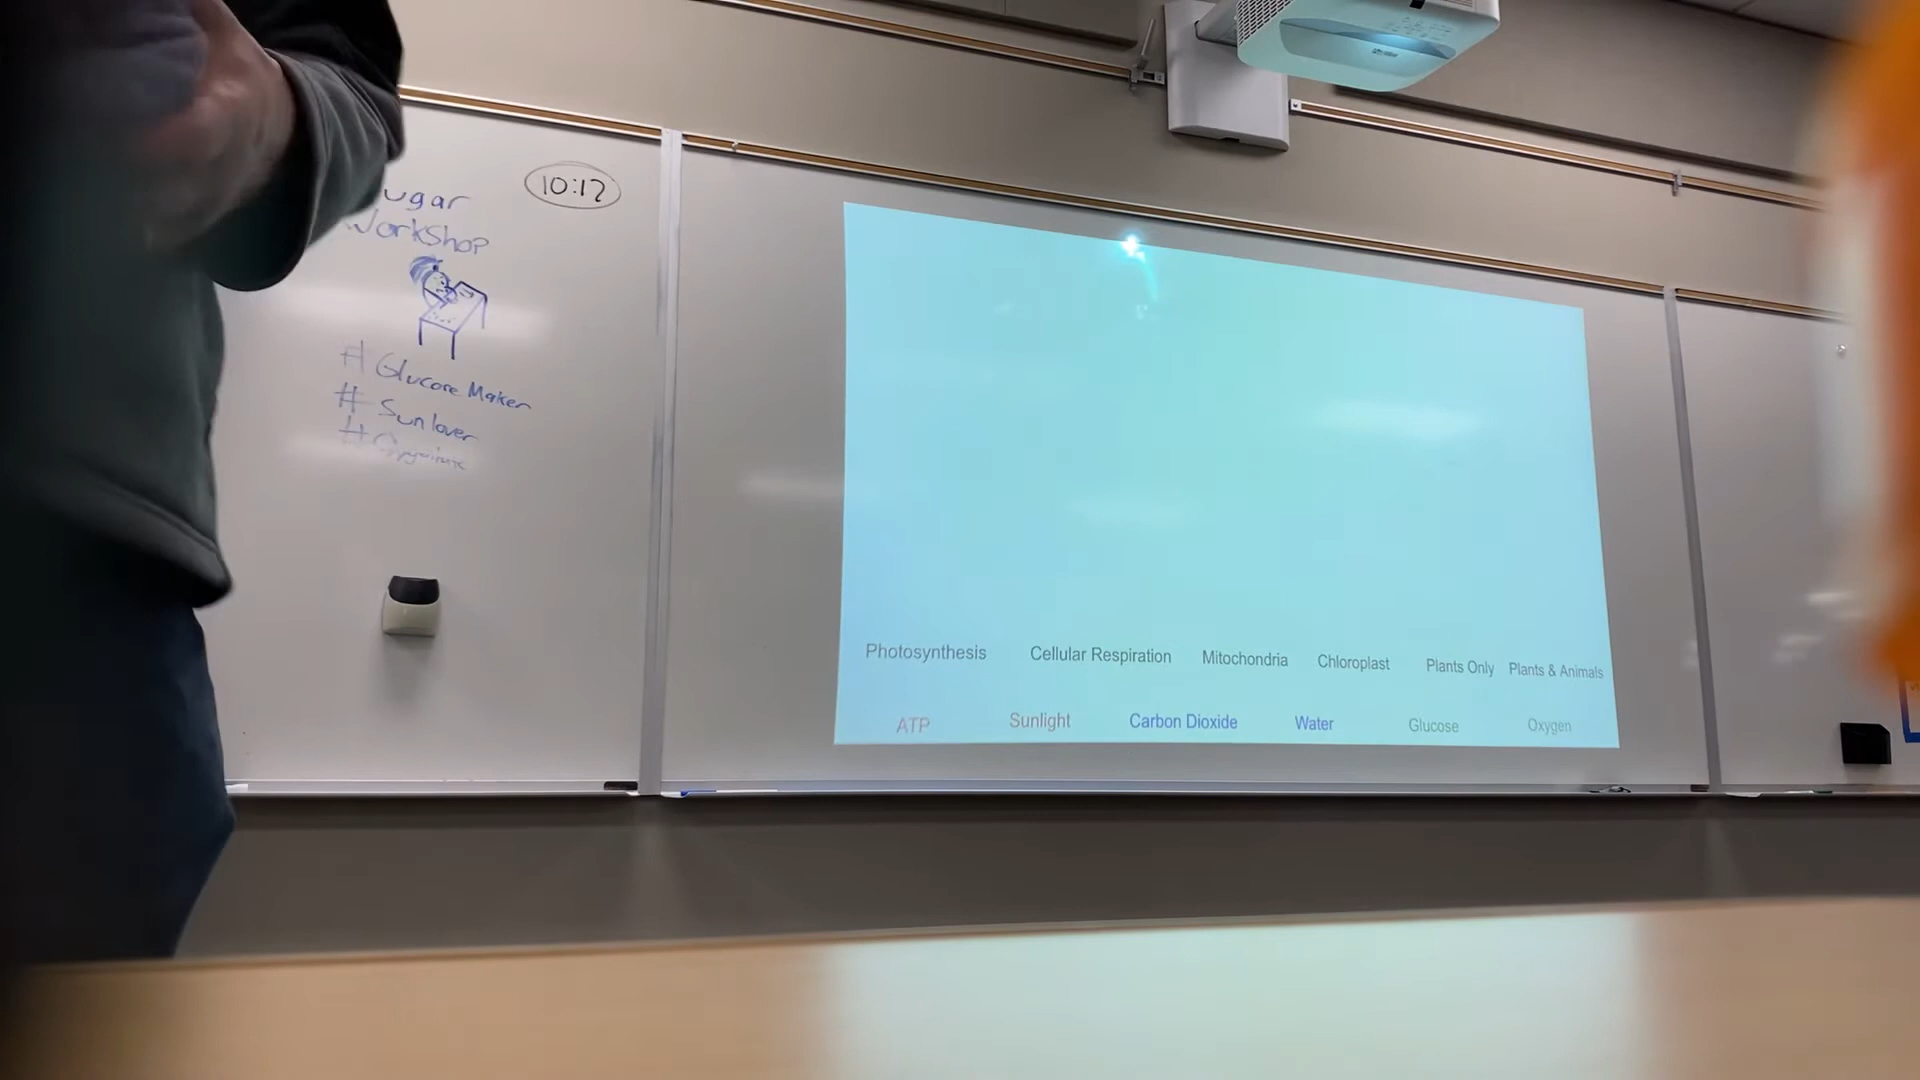 ugar
Workshop
10:17
# Glucose Maker
# Sun lover
Photosynthesis Cellular Respiration Mitochondria Chloroplast Plants Only Plants & Animals
ATP Sunlight Carbon Dioxide Water Glucose Oxygen